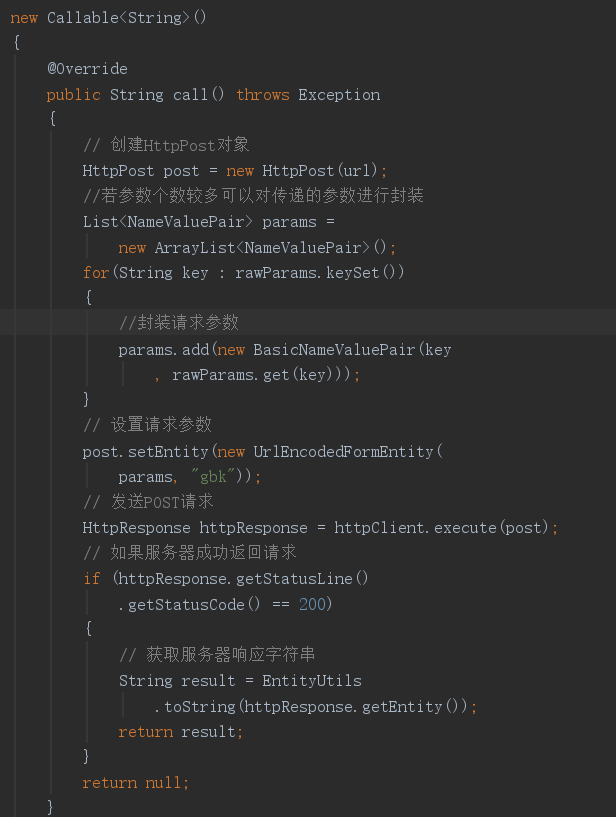 new Callable<String>()
{
@Override
public String call() throws Exception
{
// 创建HttpPost对象
HttpPost post = new HttpPost(url);
//若参数个数较多可以对传递的参数进行封装
List<NameValuePair> params =
new ArrayList<NameValuePair>();
for(String key : rawParams.keySet())
{
//封装请求参数
params.add(new BasicNameValuePair(key
, rawParams.get(key)));
}
// 设置请求参数
post.setEntity(new UrlEncodedFormEntity(
params, "gbk"));
// 发送POST请求
HttpResponse httpResponse = httpClient.execute(post);
// 如果服务器成功返回请求
if (httpResponse.getStatusLine()
.getStatusCode() == 200)
{
// 获取服务器响应字符串
String result = EntityUtils
.toString(httpResponse.getEntity());
return result;
}
return null;
}